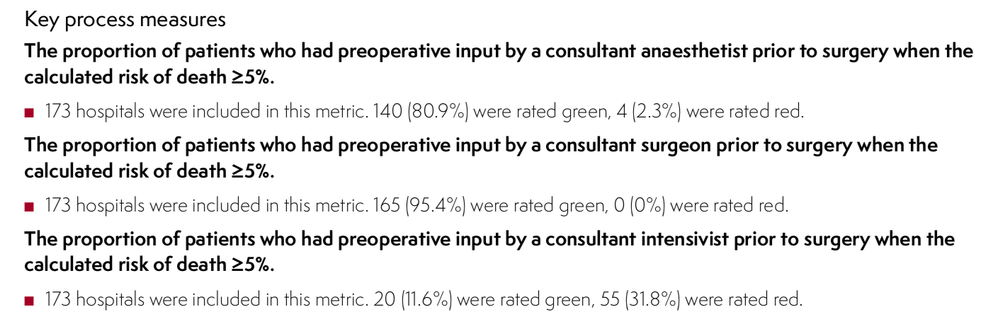 Key process measures
The proportion of patients who had preoperative input by a consultant anaesthetist prior to surgery when the
calculated risk of death ≥5%.
■ 173 hospitals were included in this metric. 140 (80.9%) were rated green, 4 (2.3%) were rated red.
The proportion of patients who had preoperative input by a consultant surgeon prior to surgery when the
calculated risk of death ≥5%.
■ 173 hospitals were included in this metric. 165 (95.4%) were rated green, 0 (0%) were rated red.
The proportion of patients who had preoperative input by a consultant intensivist prior to surgery when the
calculated risk of death ≥5%.
■ 173 hospitals were included in this metric. 20 (11.6%) were rated green, 55 (31.8%) were rated red.